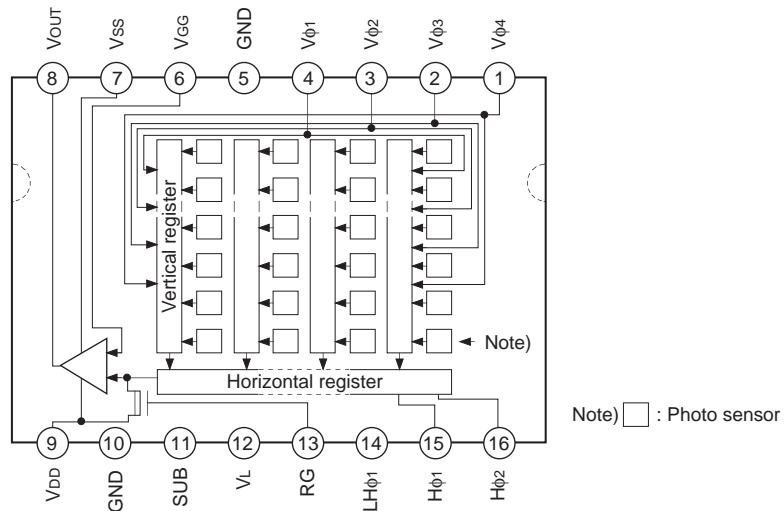 VOUT VSS VGG GND Vφ1 Vφ2 Vφ3 Vφ4
8 7 6 5 4 3 2 1
Vertical register
Note)
Horizontal register
Note) : Photo sensor
9 10 11 12 13 14 15 16
VDD GND SUB VL RG LHφ1 Hφ1 Hφ2